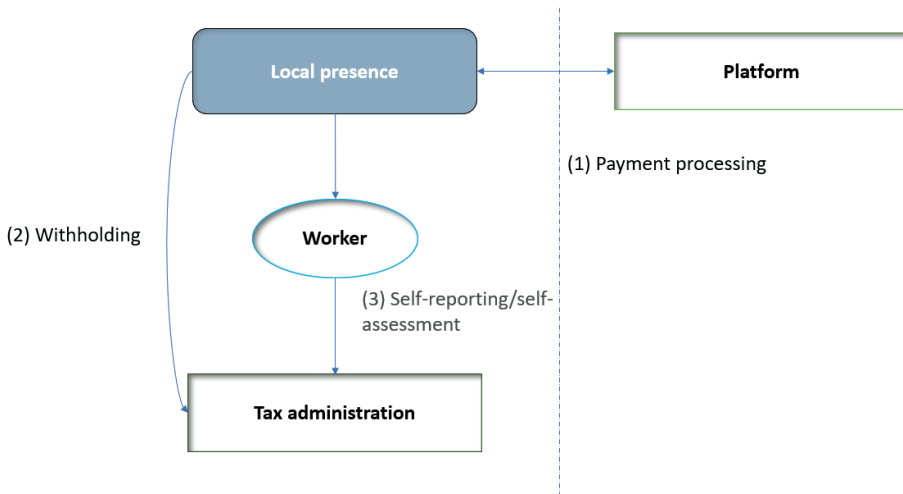 Local presence
Platform
(1) Payment processing
(2) Withholding
Worker
(3) Self-reporting/self-
assessment
Tax administration